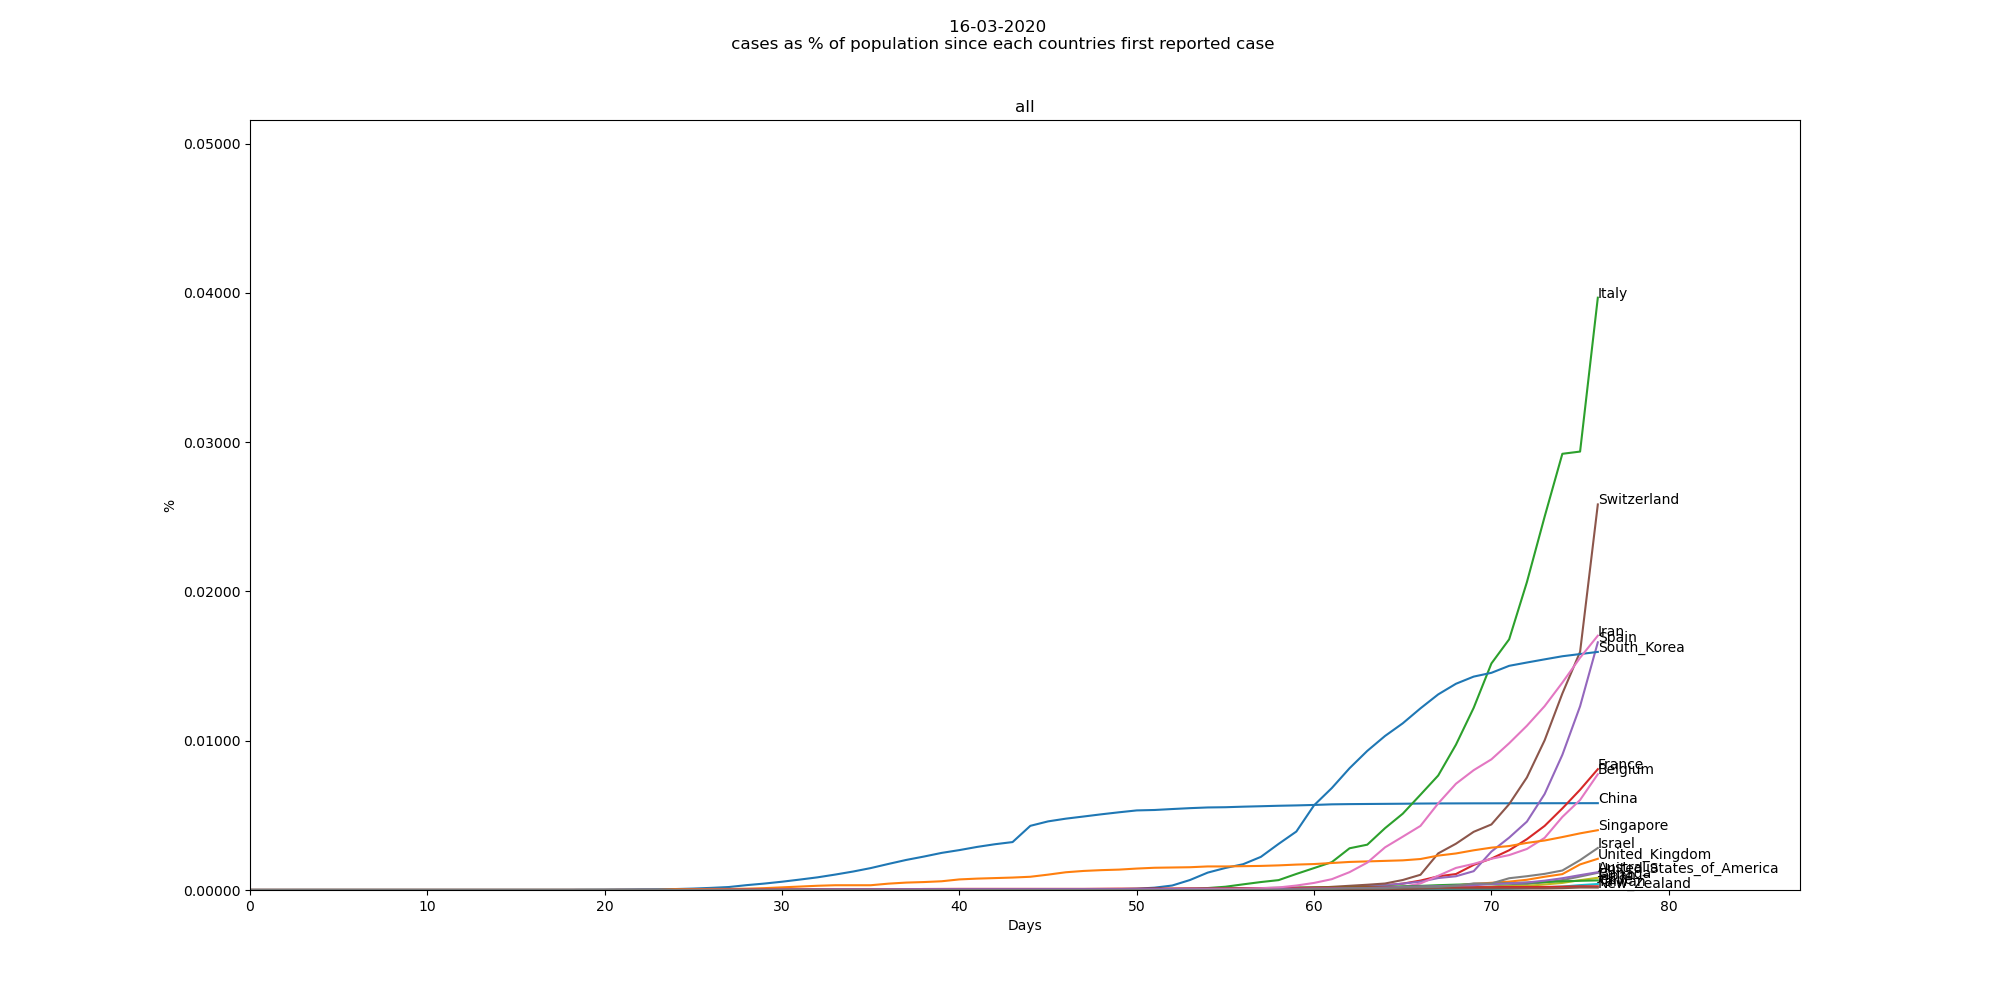 16-03-2020
cases as % of population since each countries first reported case
all
0.05000
0.04000
0.03000
0.02000
0.01000
0.00000
%
0
10
20
30
40
50
60
70
80
Days
Italy
Switzerland
Iran
Spain
South_Korea
France
Belgium
China
Singapore
Israel
United_Kingdom
Australia
United_States_of_America
New_Zealand